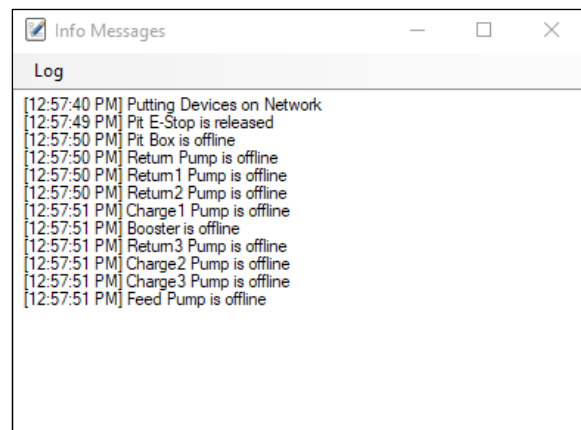 Info Messages
Log
[12:57:40 PM] Putting Devices on Network
[12:57:49 PM] Pit E-Stop is released
[12:57:50 PM] Pit Box is offline
[12:57:50 PM] Return Pump is offline
[12:57:50 PM] Return1 Pump is offline
[12:57:50 PM] Return2 Pump is offline
[12:57:51 PM] Charge1 Pump is offline
[12:57:51 PM] Booster is offline
[12:57:51 PM] Return3 Pump is offline
[12:57:51 PM] Charge2 Pump is offline
[12:57:51 PM] Charge3 Pump is offline
[12:57:51 PM] Feed Pump is offline